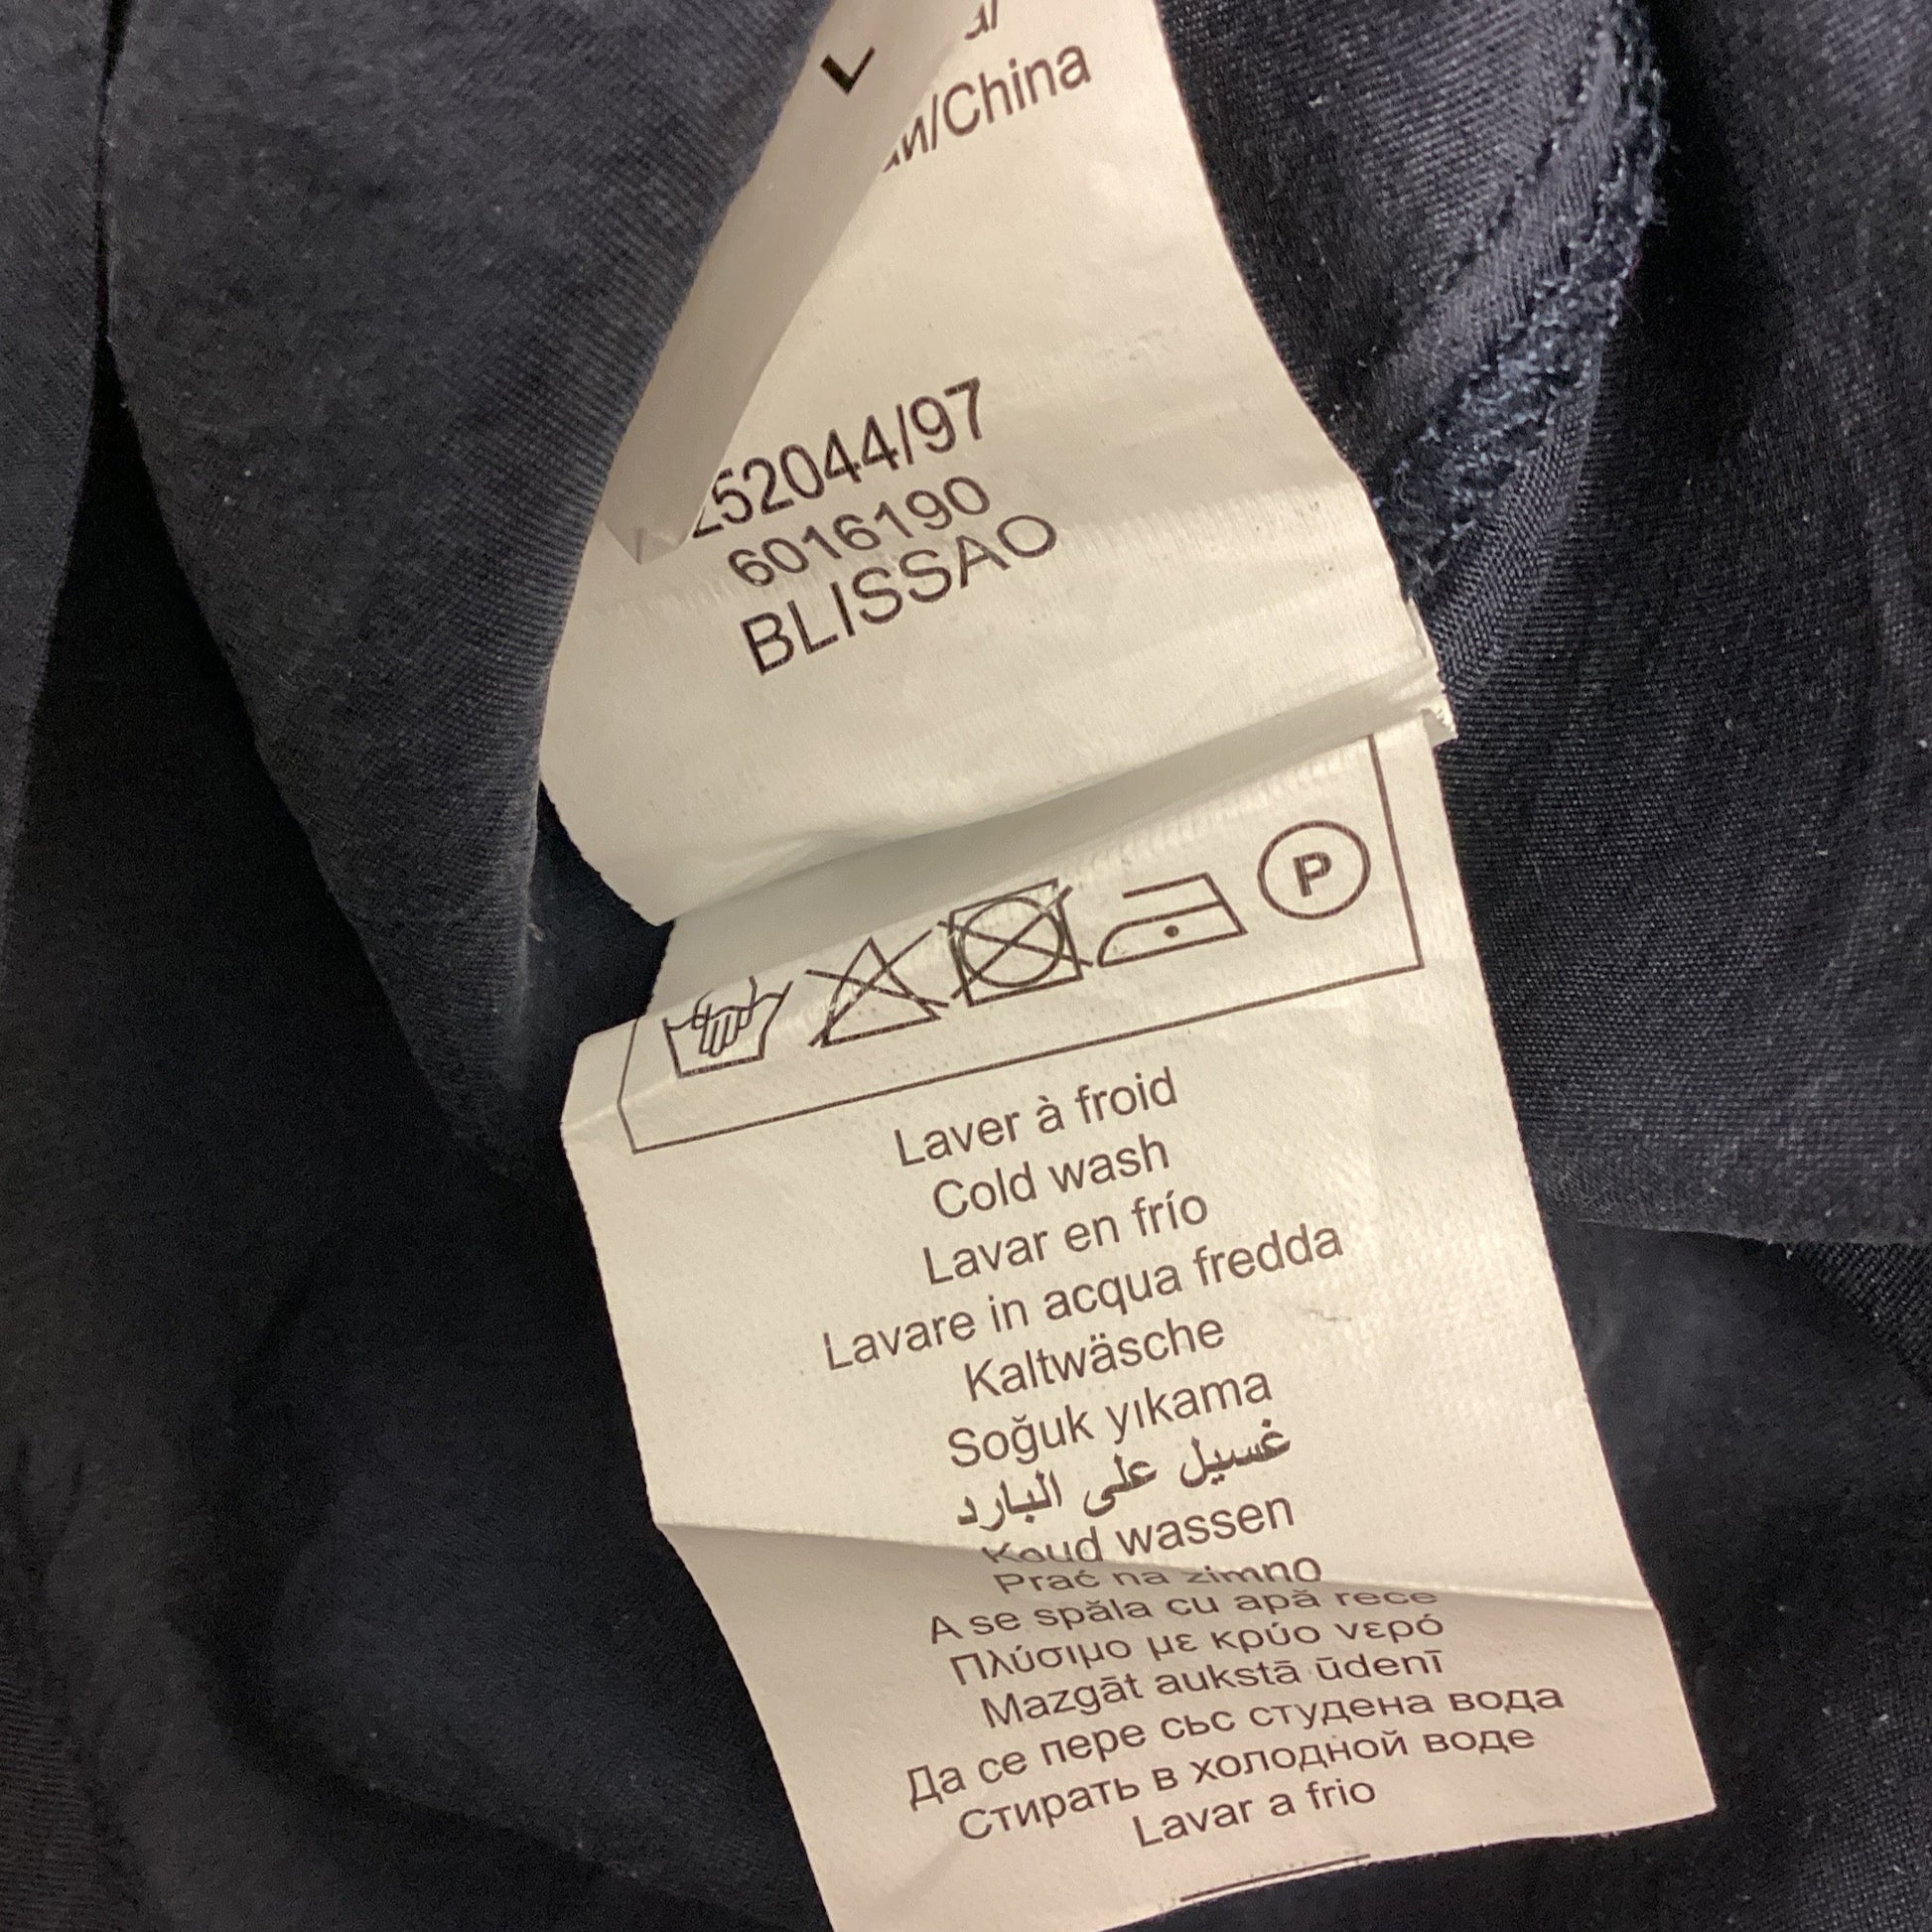 /China
52044/97
6016190
BLISSAO
P
Laver à froid
Cold wash
Lavar en frío
Lavare in acqua fredda
Kaltwäsche
Soğuk yıkama
غسيل على البارد
Koud wassen
Prać na zimno
A se spăla cu apă rece
Πλύσιμο με κρύο νερό
Mazgāt aukstā ūdenī
Да се пере със студена вода
Стирать в холодной воде
Lavar a frio